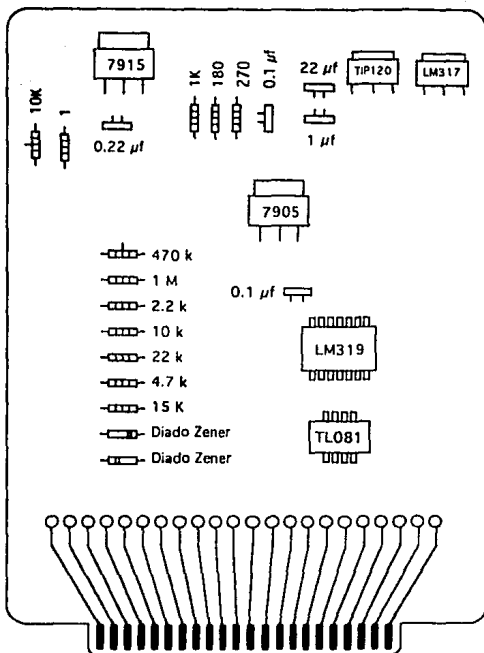 7915
TIP120
LM317
10K
1
0.22 µf
1K
180
270
0.1 µf
22 µf
1 µf
7905
470 k
1 M
2.2 k
10 k
22 k
4.7 k
15 K
Diado Zener
Diado Zener
0.1 µf
LM319
TL081